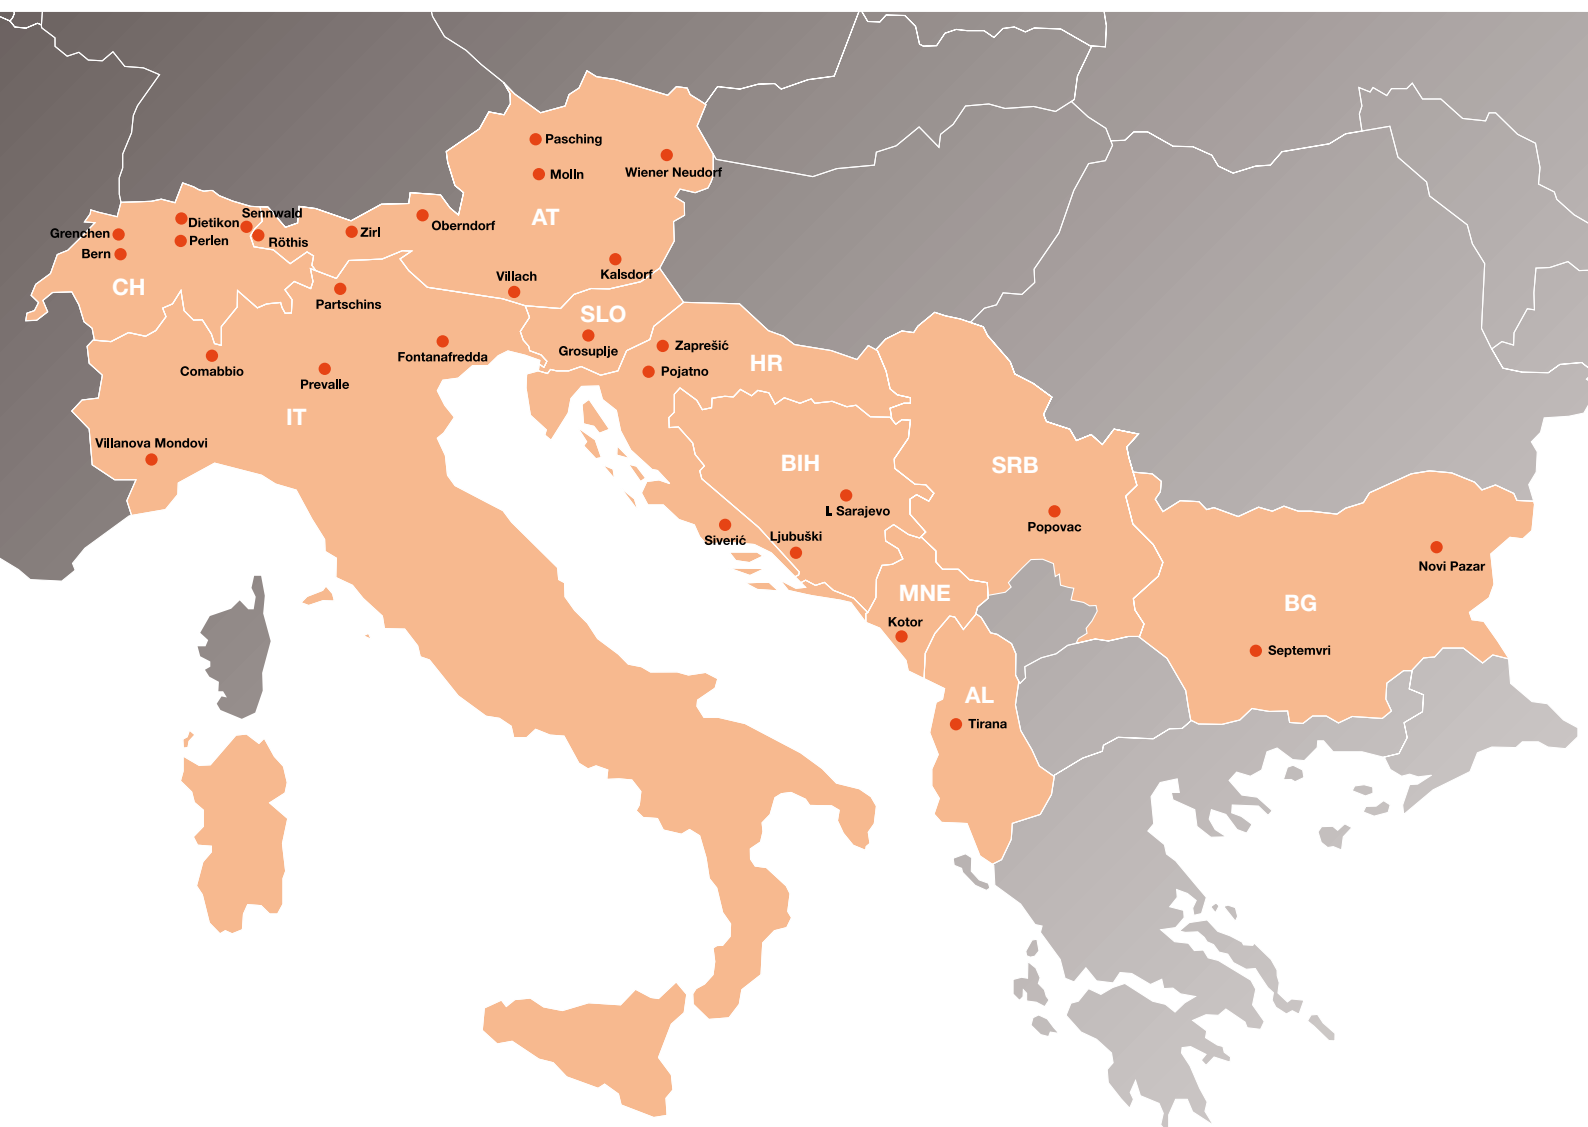 Pasching
Wiener Neudorf
Molln
Sennwald
Dietikon
AT
Oberndorf
Grenchen
Zirl
Perlen
Röthis
Bern
Kalsdorf
Villach
CH
Partschins
SLO
Zaprešić
Grosuplje
Fontanafredda
HR
Comabbio
Pojatno
Prevalle
IT
Villanova Mondovi
BIH
SRB
L Sarajevo
Popovac
Ljubuški
Siverić
Novi Pazar
MNE
BG
Kotor
Septemvri
AL
Tirana